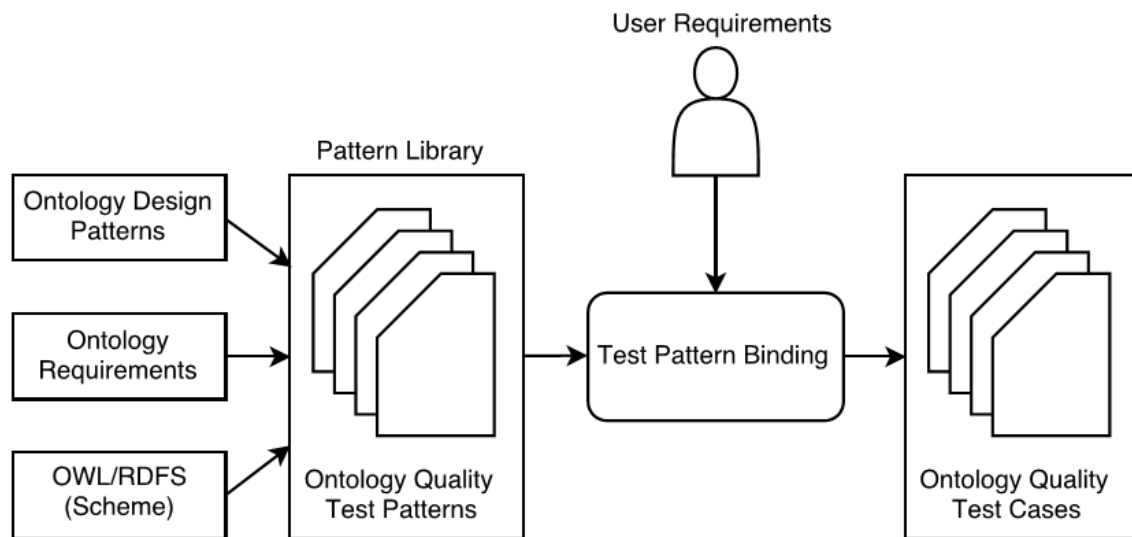 User Requirements
Pattern Library
Ontology Design
Patterns
Ontology
Requirements
OWL/RDFS
(Scheme)
Ontology Quality
Test Patterns
Test Pattern Binding
Ontology Quality
Test Cases